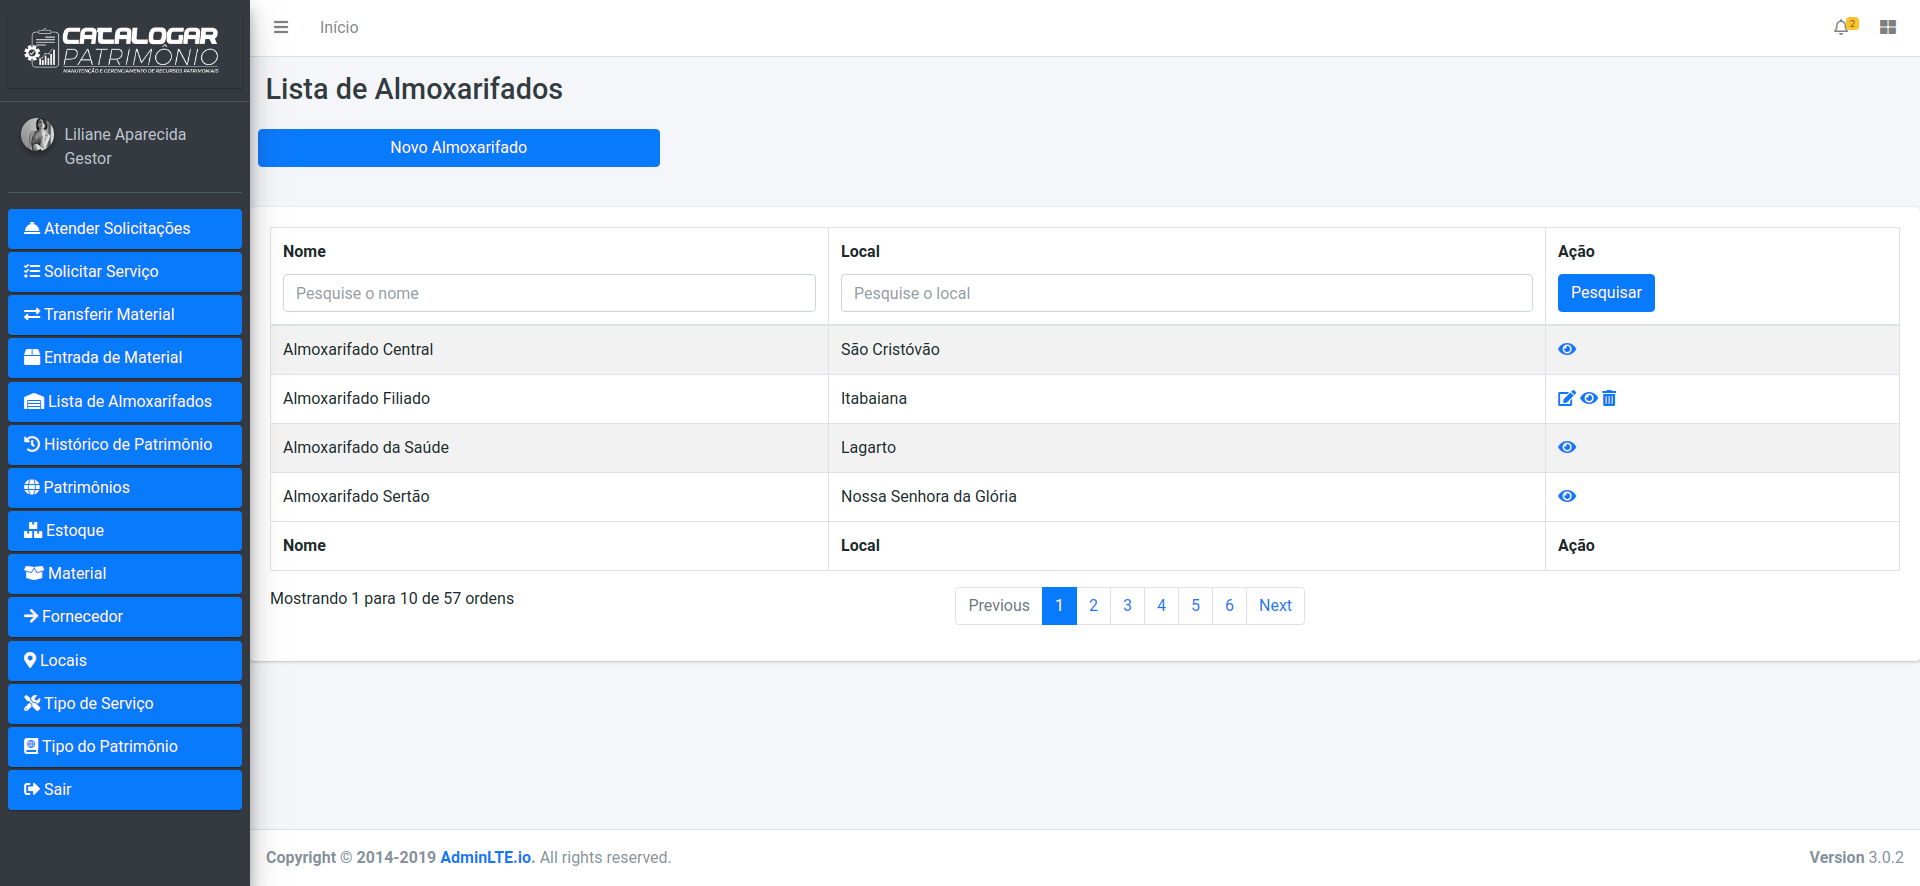 CATALOGAR
PATRIMÔNIO
MANUTENÇÃO E GERENCIAMENTO DE RECURSOS PATRIMONIAIS
Início
2
Liliane Aparecida
Gestor
Atender Solicitações
Solicitar Serviço
Transferir Material
Entrada de Material
Lista de Almoxarifados
Histórico de Patrimônio
Patrimônios
Estoque
Material
Fornecedor
Locais
Tipo de Serviço
Tipo do Patrimônio
Sair
Lista de Almoxarifados
Novo Almoxarifado
Nome Local Ação
Pesquise o nome Pesquise o local Pesquisar
Almoxarifado Central São Cristóvão
Almoxarifado Filiado Itabaiana
Almoxarifado da Saúde Lagarto
Almoxarifado Sertão Nossa Senhora da Glória
Nome Local Ação
Mostrando 1 para 10 de 57 ordens
Previous 1 2 3 4 5 6 Next
Copyright © 2014-2019 AdminLTE.io. All rights reserved.
Version 3.0.2